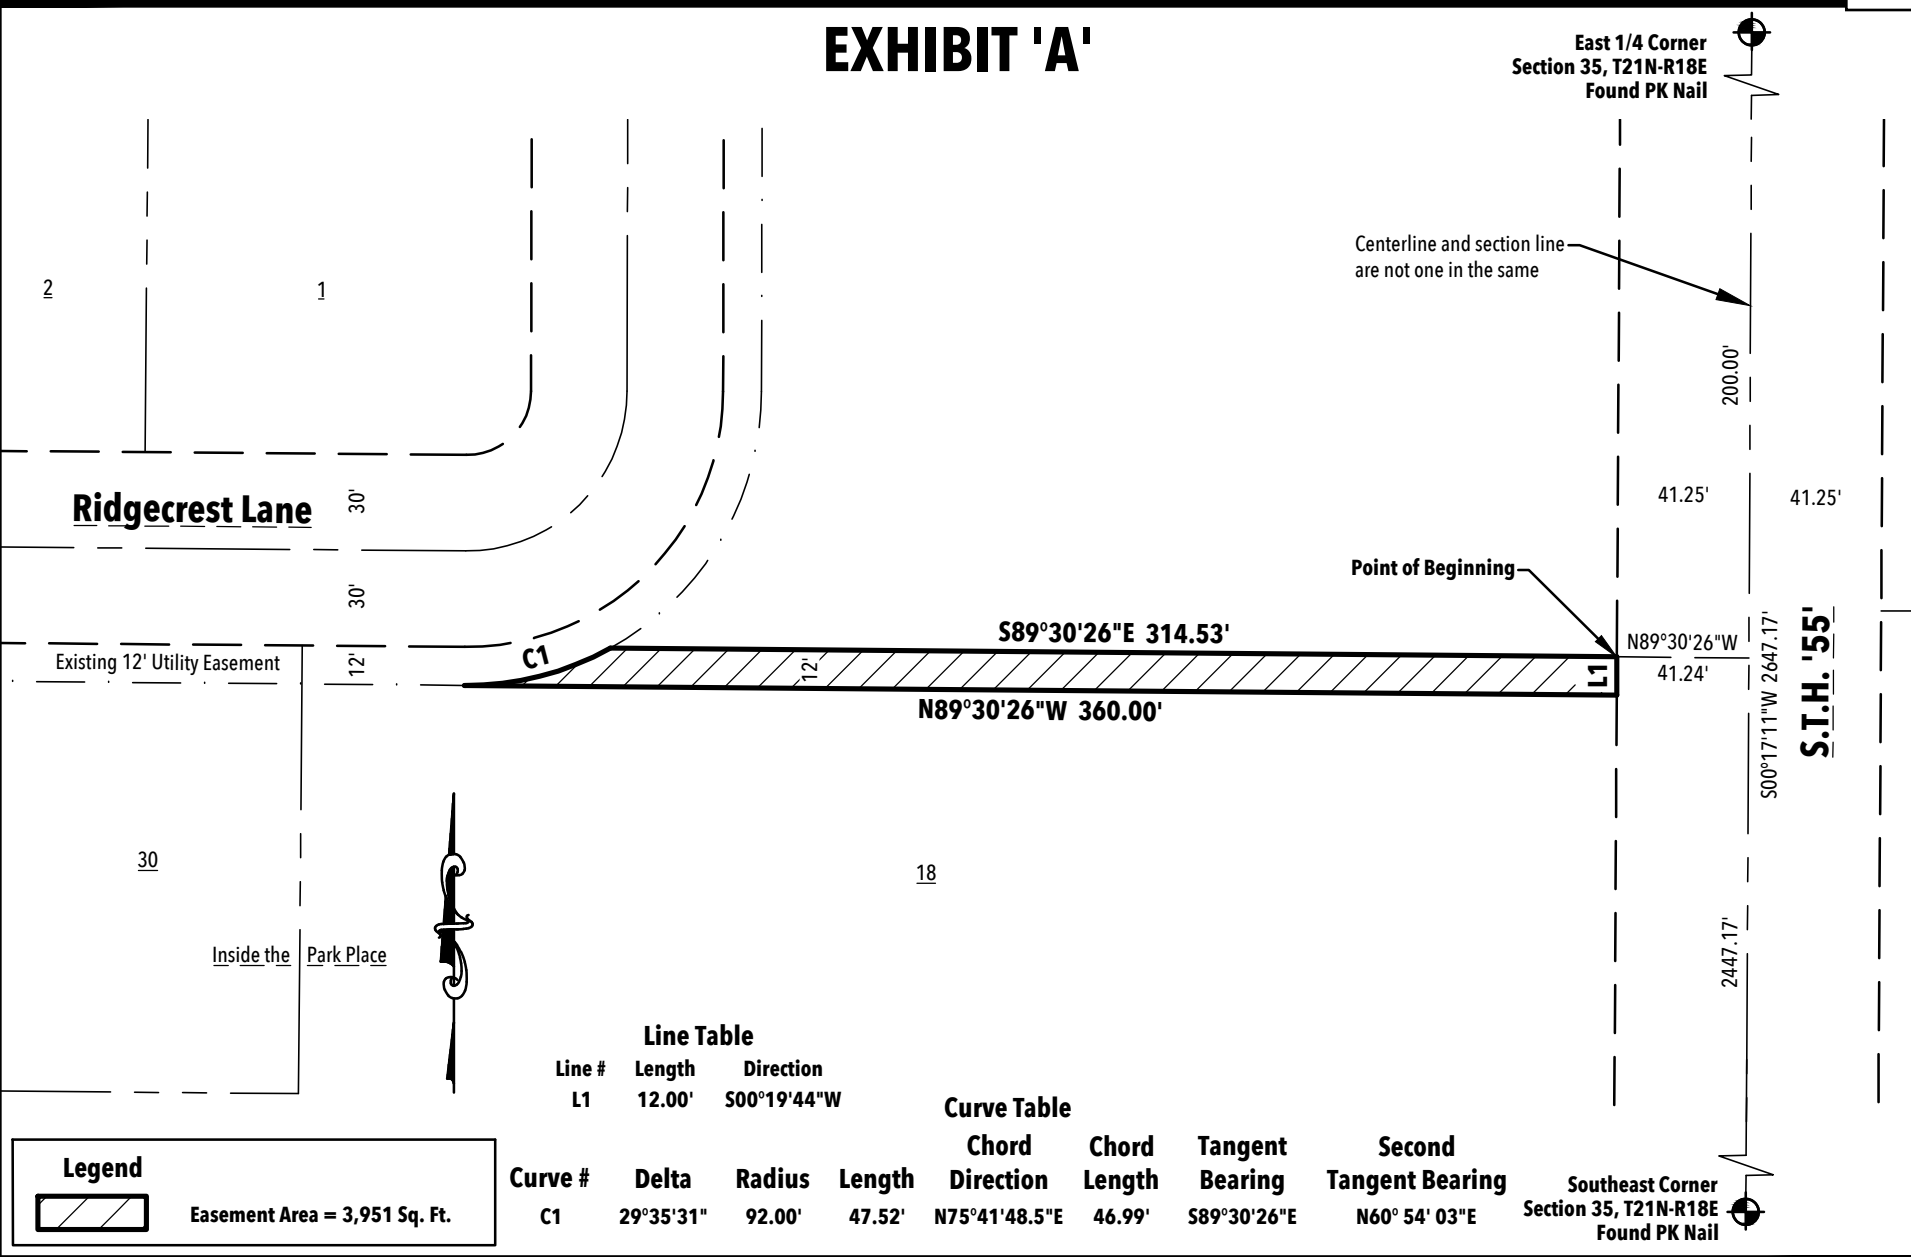 EXHIBIT 'A'
East 1/4 Corner
Section 35, T21N-R18E
Found PK Nail
Centerline and section line
are not one in the same
2
1
200.00'
Ridgecrest Lane
30'
41.25'
41.25'
Point of Beginning
30'
S89°30'26"E 314.53'
N89°30'26"W
41.24'
Existing 12' Utility Easement
12'
C1
12'
L1
S00°17'11"W 2647.17'
S.T.H. '55'
N89°30'26"W 360.00'
30
18
Inside the Park Place
2447.17'
Line Table
Line # Length Direction
L1 12.00' S00°19'44"W
Curve Table
Curve # Delta Radius Length Chord Direction Chord Length Tangent Bearing Second Tangent Bearing
C1 29°35'31" 92.00' 47.52' N75°41'48.5"E 46.99' S89°30'26"E N60° 54' 03"E
Legend
Easement Area = 3,951 Sq. Ft.
Southeast Corner
Section 35, T21N-R18E
Found PK Nail